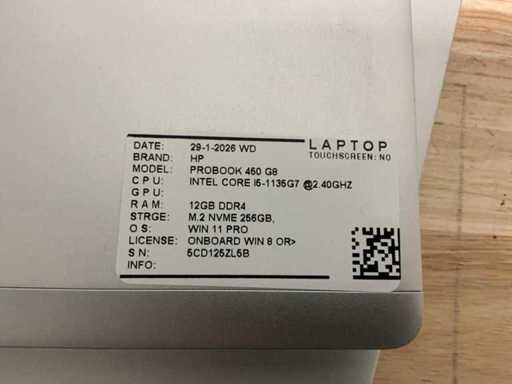 LAPTOP
TOUCHSCREEN: NO
DATE: 29-1-2026 WD
BRAND: HP
MODEL: PROBOOK 450 G8
CPU: INTEL CORE i5-1135G7 @2.40GHZ
GPU:
RAM: 12GB DDR4
STRGE: M.2 NVME 256GB,
OS: WIN 11 PRO
LICENSE: ONBOARD WIN 8 OR>
SN: 5CD125ZL5B
INFO: